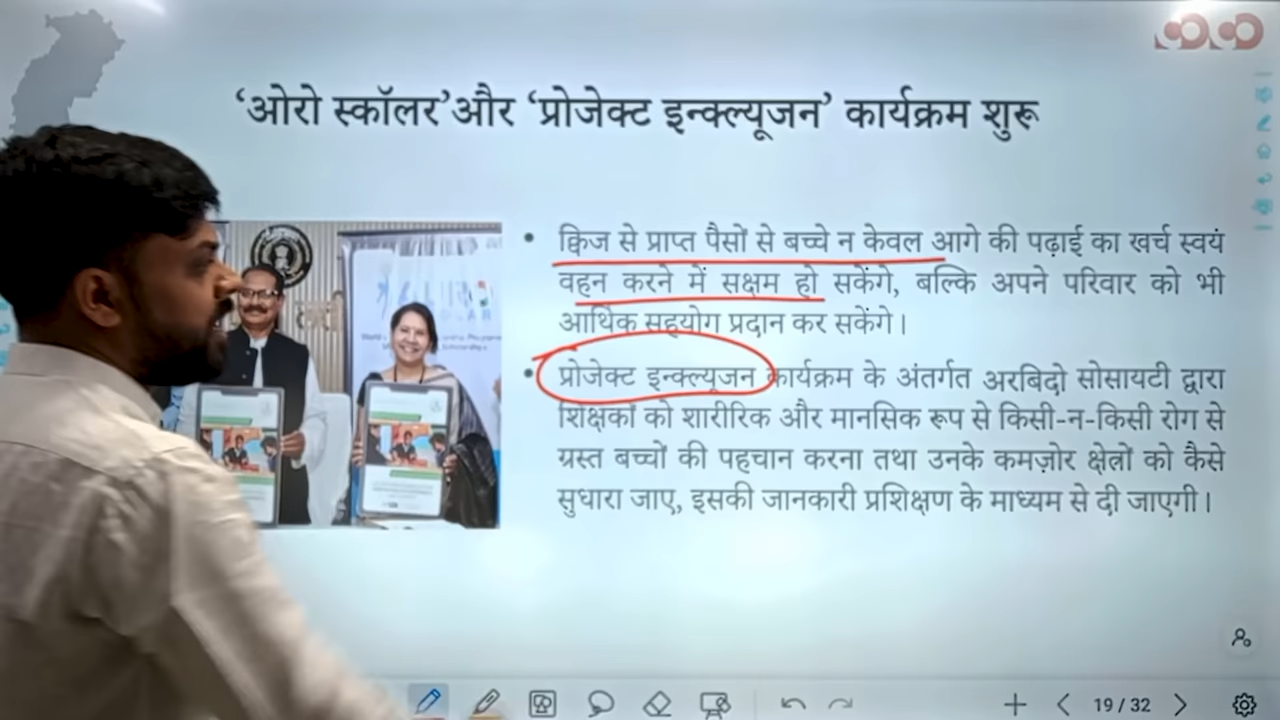 ‘ओरो स्कॉलर’और ‘प्रोजेक्ट इन्क्ल्यूजन’ कार्यक्रम शुरू
• क्विज से प्राप्त पैसों से बच्चे न केवल आगे की पढ़ाई का खर्च स्वयं
वहन करने में सक्षम हो सकेंगे, बल्कि अपने परिवार को भी
आर्थिक सहयोग प्रदान कर सकेंगे।
• प्रोजेक्ट इन्क्ल्यूजन कार्यक्रम के अंतर्गत अरबिदो सोसायटी द्वारा
शिक्षकों को शारीरिक और मानसिक रूप से किसी-न-किसी रोग से
ग्रस्त बच्चों की पहचान करना तथा उनके कमज़ोर क्षेत्रों को कैसे
सुधारा जाए, इसकी जानकारी प्रशिक्षण के माध्यम से दी जाएगी।
19 / 32